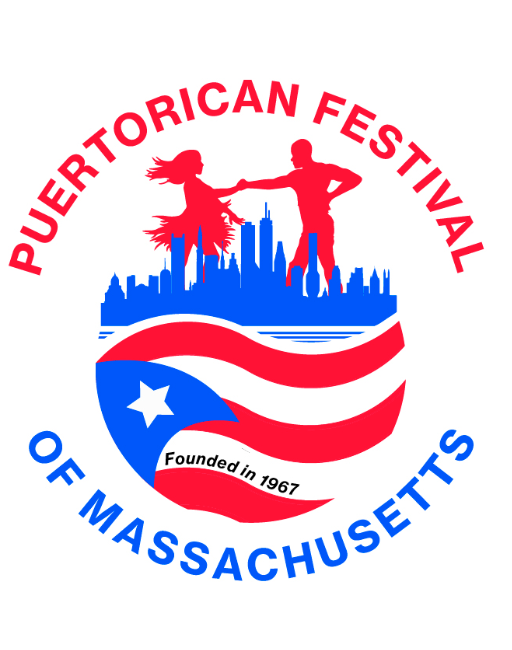 PUERTORICAN FESTIVAL
Founded in 1967
OF MASSACHUSETTS